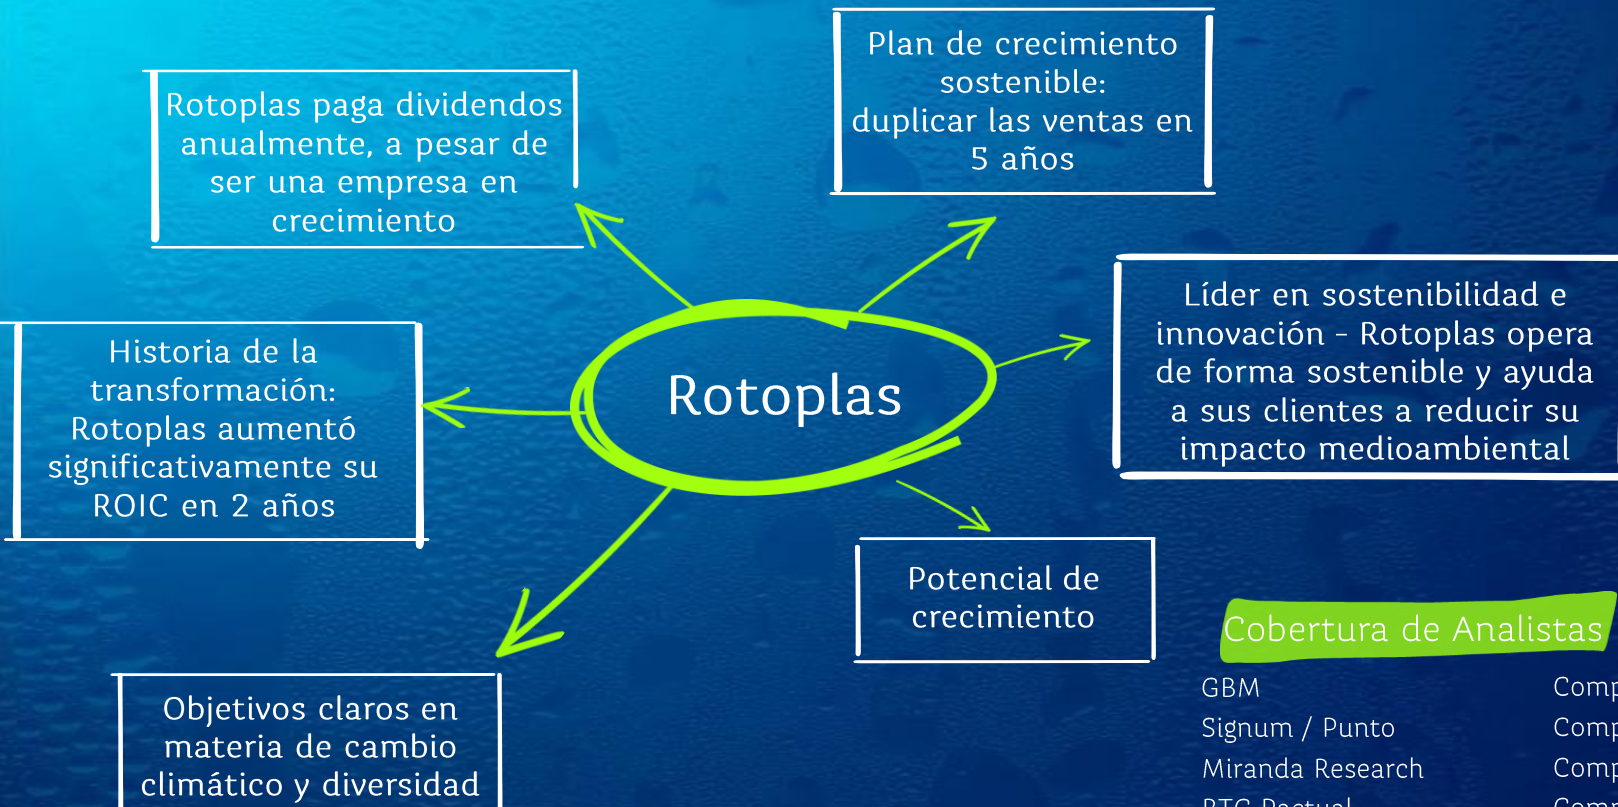 Plan de crecimiento
sostenible:
duplicar las ventas en
5 años
Rotoplas paga dividendos
anualmente, a pesar de
ser una empresa en
crecimiento
Líder en sostenibilidad e
innovación - Rotoplas opera
de forma sostenible y ayuda
a sus clientes a reducir su
impacto medioambiental
Historia de la
transformación:
Rotoplas aumentó
significativamente su
ROIC en 2 años
Rotoplas
Potencial de
crecimiento
Objetivos claros en
materia de cambio
climático y diversidad
Cobertura de Analistas
GBM
Signum / Punto
Miranda Research
BTG Pactual